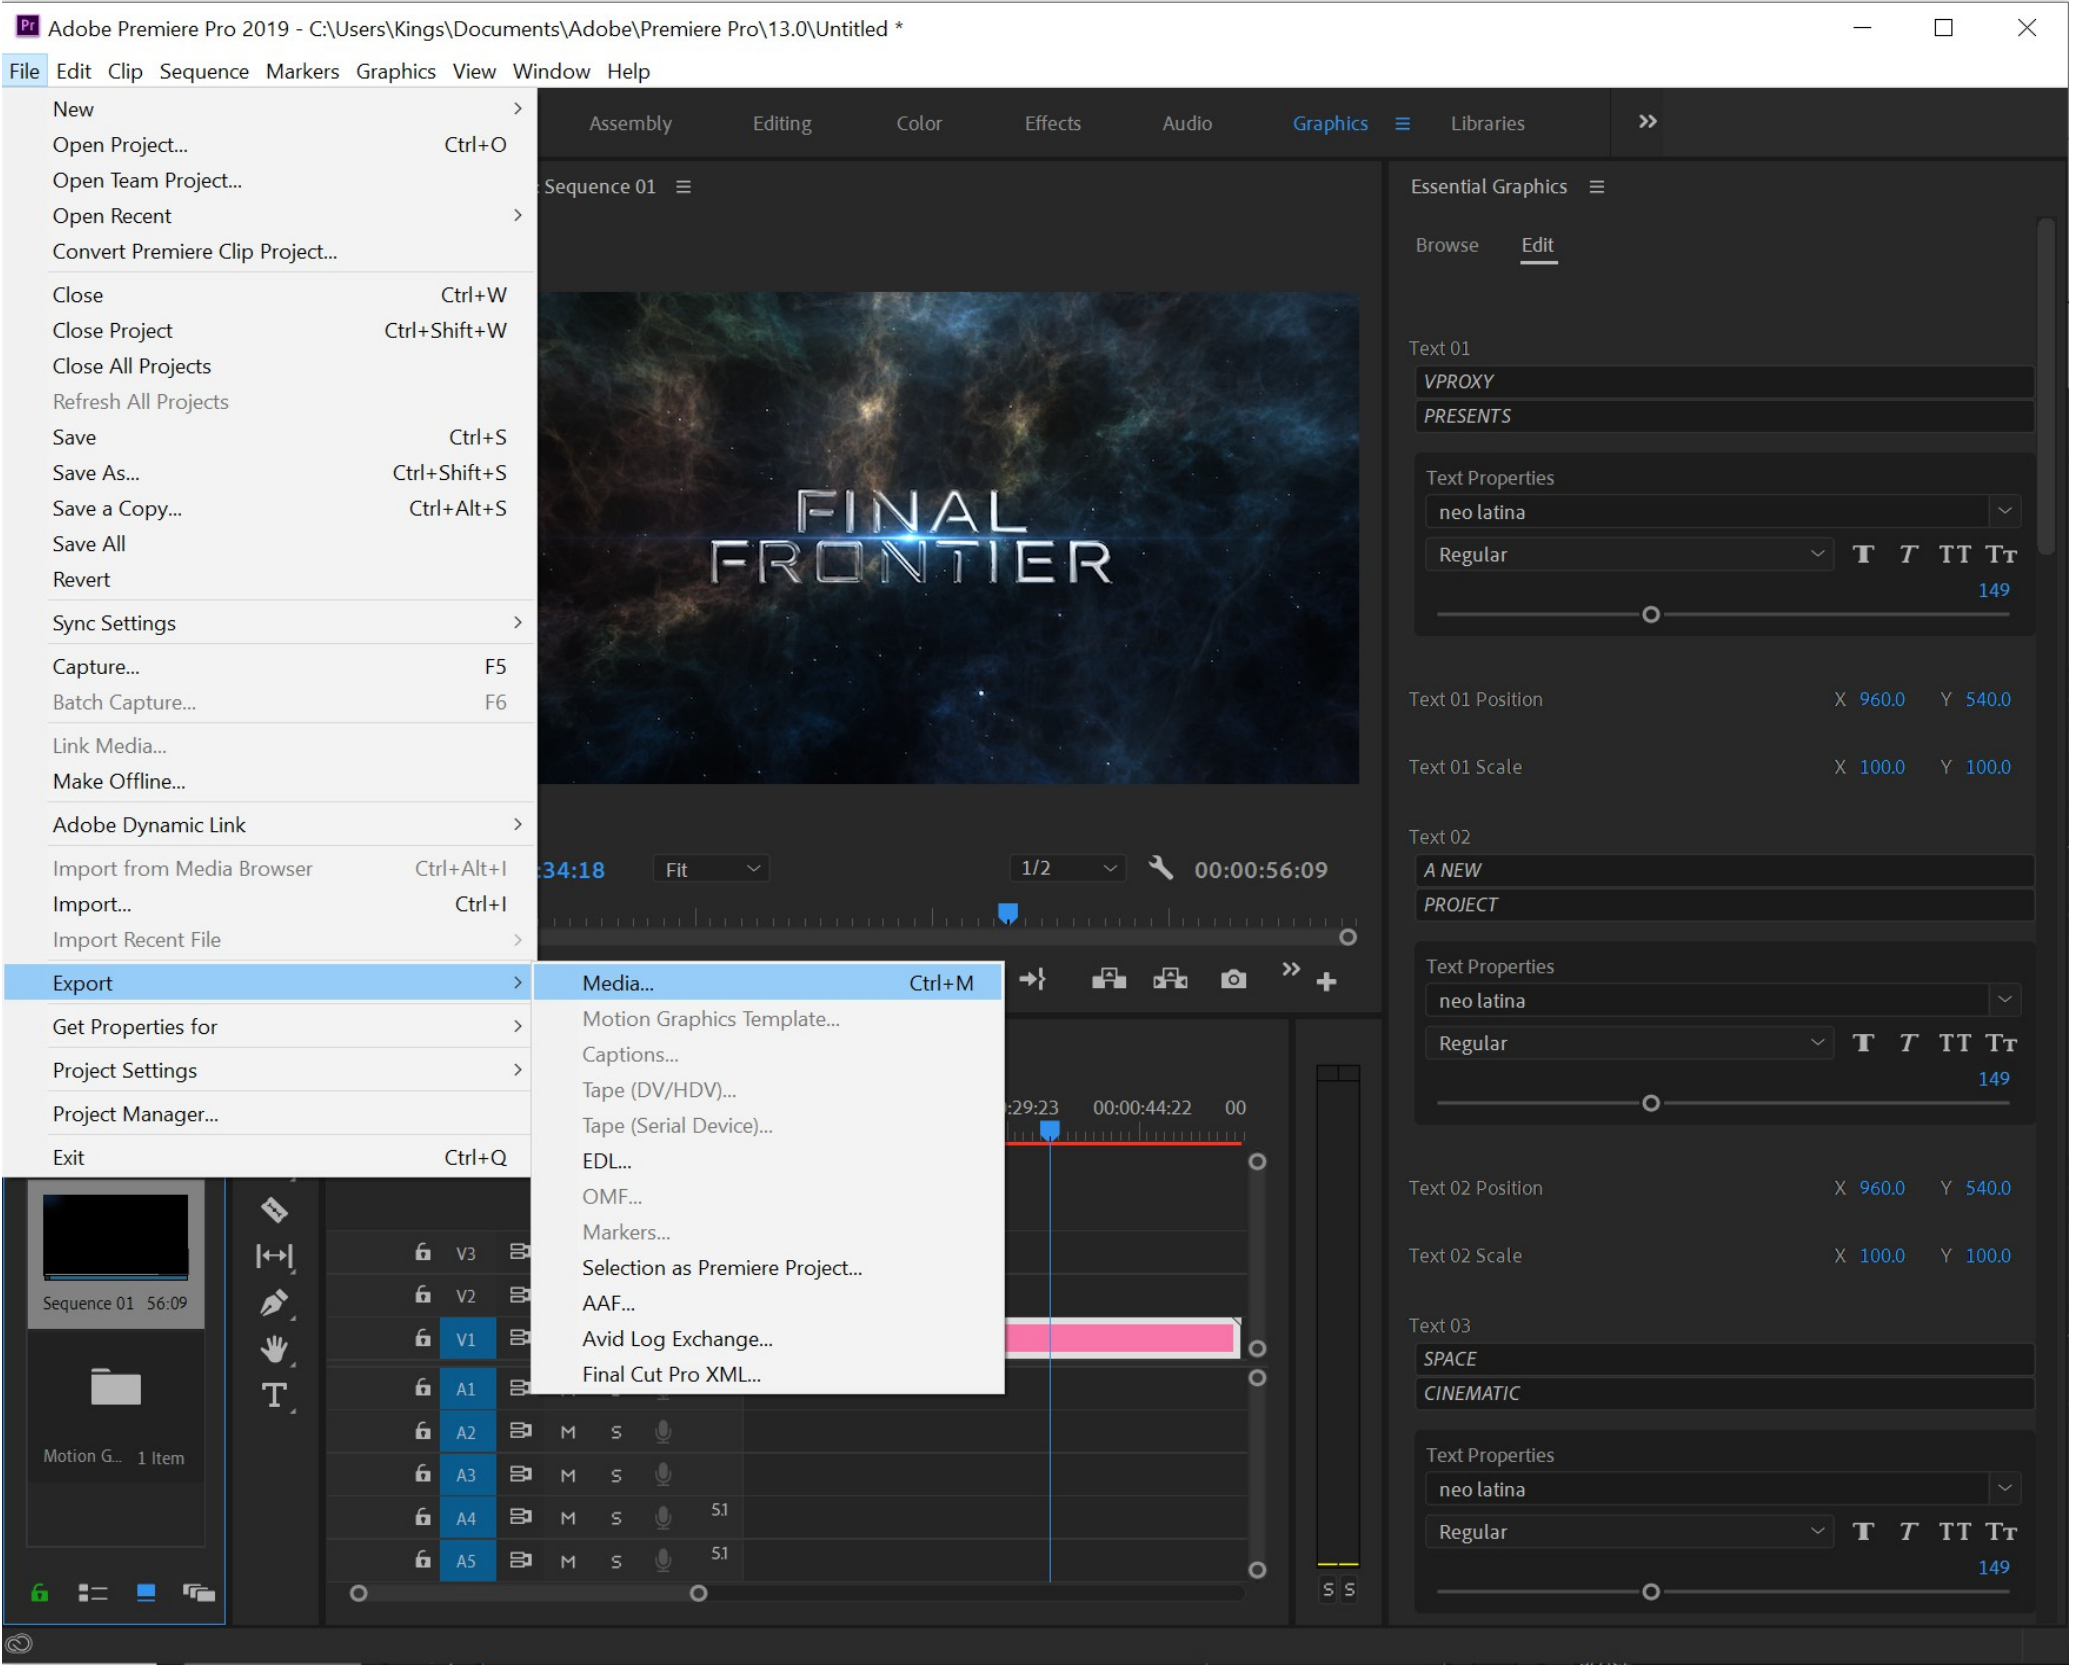 Pr Adobe Premiere Pro 2019 - C:\Users\Kings\Documents\Adobe\Premiere Pro\13.0\Untitled *
File Edit Clip Sequence Markers Graphics View Window Help
New
Open Project... Ctrl+O
Open Team Project...
Open Recent
Convert Premiere Clip Project...
Close Ctrl+W
Close Project Ctrl+Shift+W
Close All Projects
Refresh All Projects
Save Ctrl+S
Save As... Ctrl+Shift+S
Save a Copy... Ctrl+Alt+S
Save All
Revert
Sync Settings
Capture... F5
Batch Capture... F6
Link Media...
Make Offline...
Adobe Dynamic Link
Import from Media Browser Ctrl+Alt+I
Import... Ctrl+I
Import Recent File
Export
Get Properties for
Project Settings
Project Manager...
Exit Ctrl+Q
Media... Ctrl+M
Motion Graphics Template...
Captions...
Tape (DV/HDV)...
Tape (Serial Device)...
EDL...
OMF...
Markers...
Selection as Premiere Project...
AAF...
Avid Log Exchange...
Final Cut Pro XML...
Assembly Editing Color Effects Audio Graphics Libraries
: Sequence 01
FINAL
FRONTIER
:34:18 Fit 1/2 00:00:56:09
:29:23 00:00:44:22 00
Sequence 01 56:09
Motion G... 1 Item
V3
V2
V1
A1
A2 M S
A3 M S
A4 M S 5.1
A5 M S 5.1
S S
Essential Graphics
Browse Edit
Text 01
VPROXY
PRESENTS
Text Properties
neo latina
Regular T T TT Tт
149
Text 01 Position X 960.0 Y 540.0
Text 01 Scale X 100.0 Y 100.0
Text 02
A NEW
PROJECT
Text Properties
neo latina
Regular T T TT Tт
149
Text 02 Position X 960.0 Y 540.0
Text 02 Scale X 100.0 Y 100.0
Text 03
SPACE
CINEMATIC
Text Properties
neo latina
Regular T T TT Tт
149